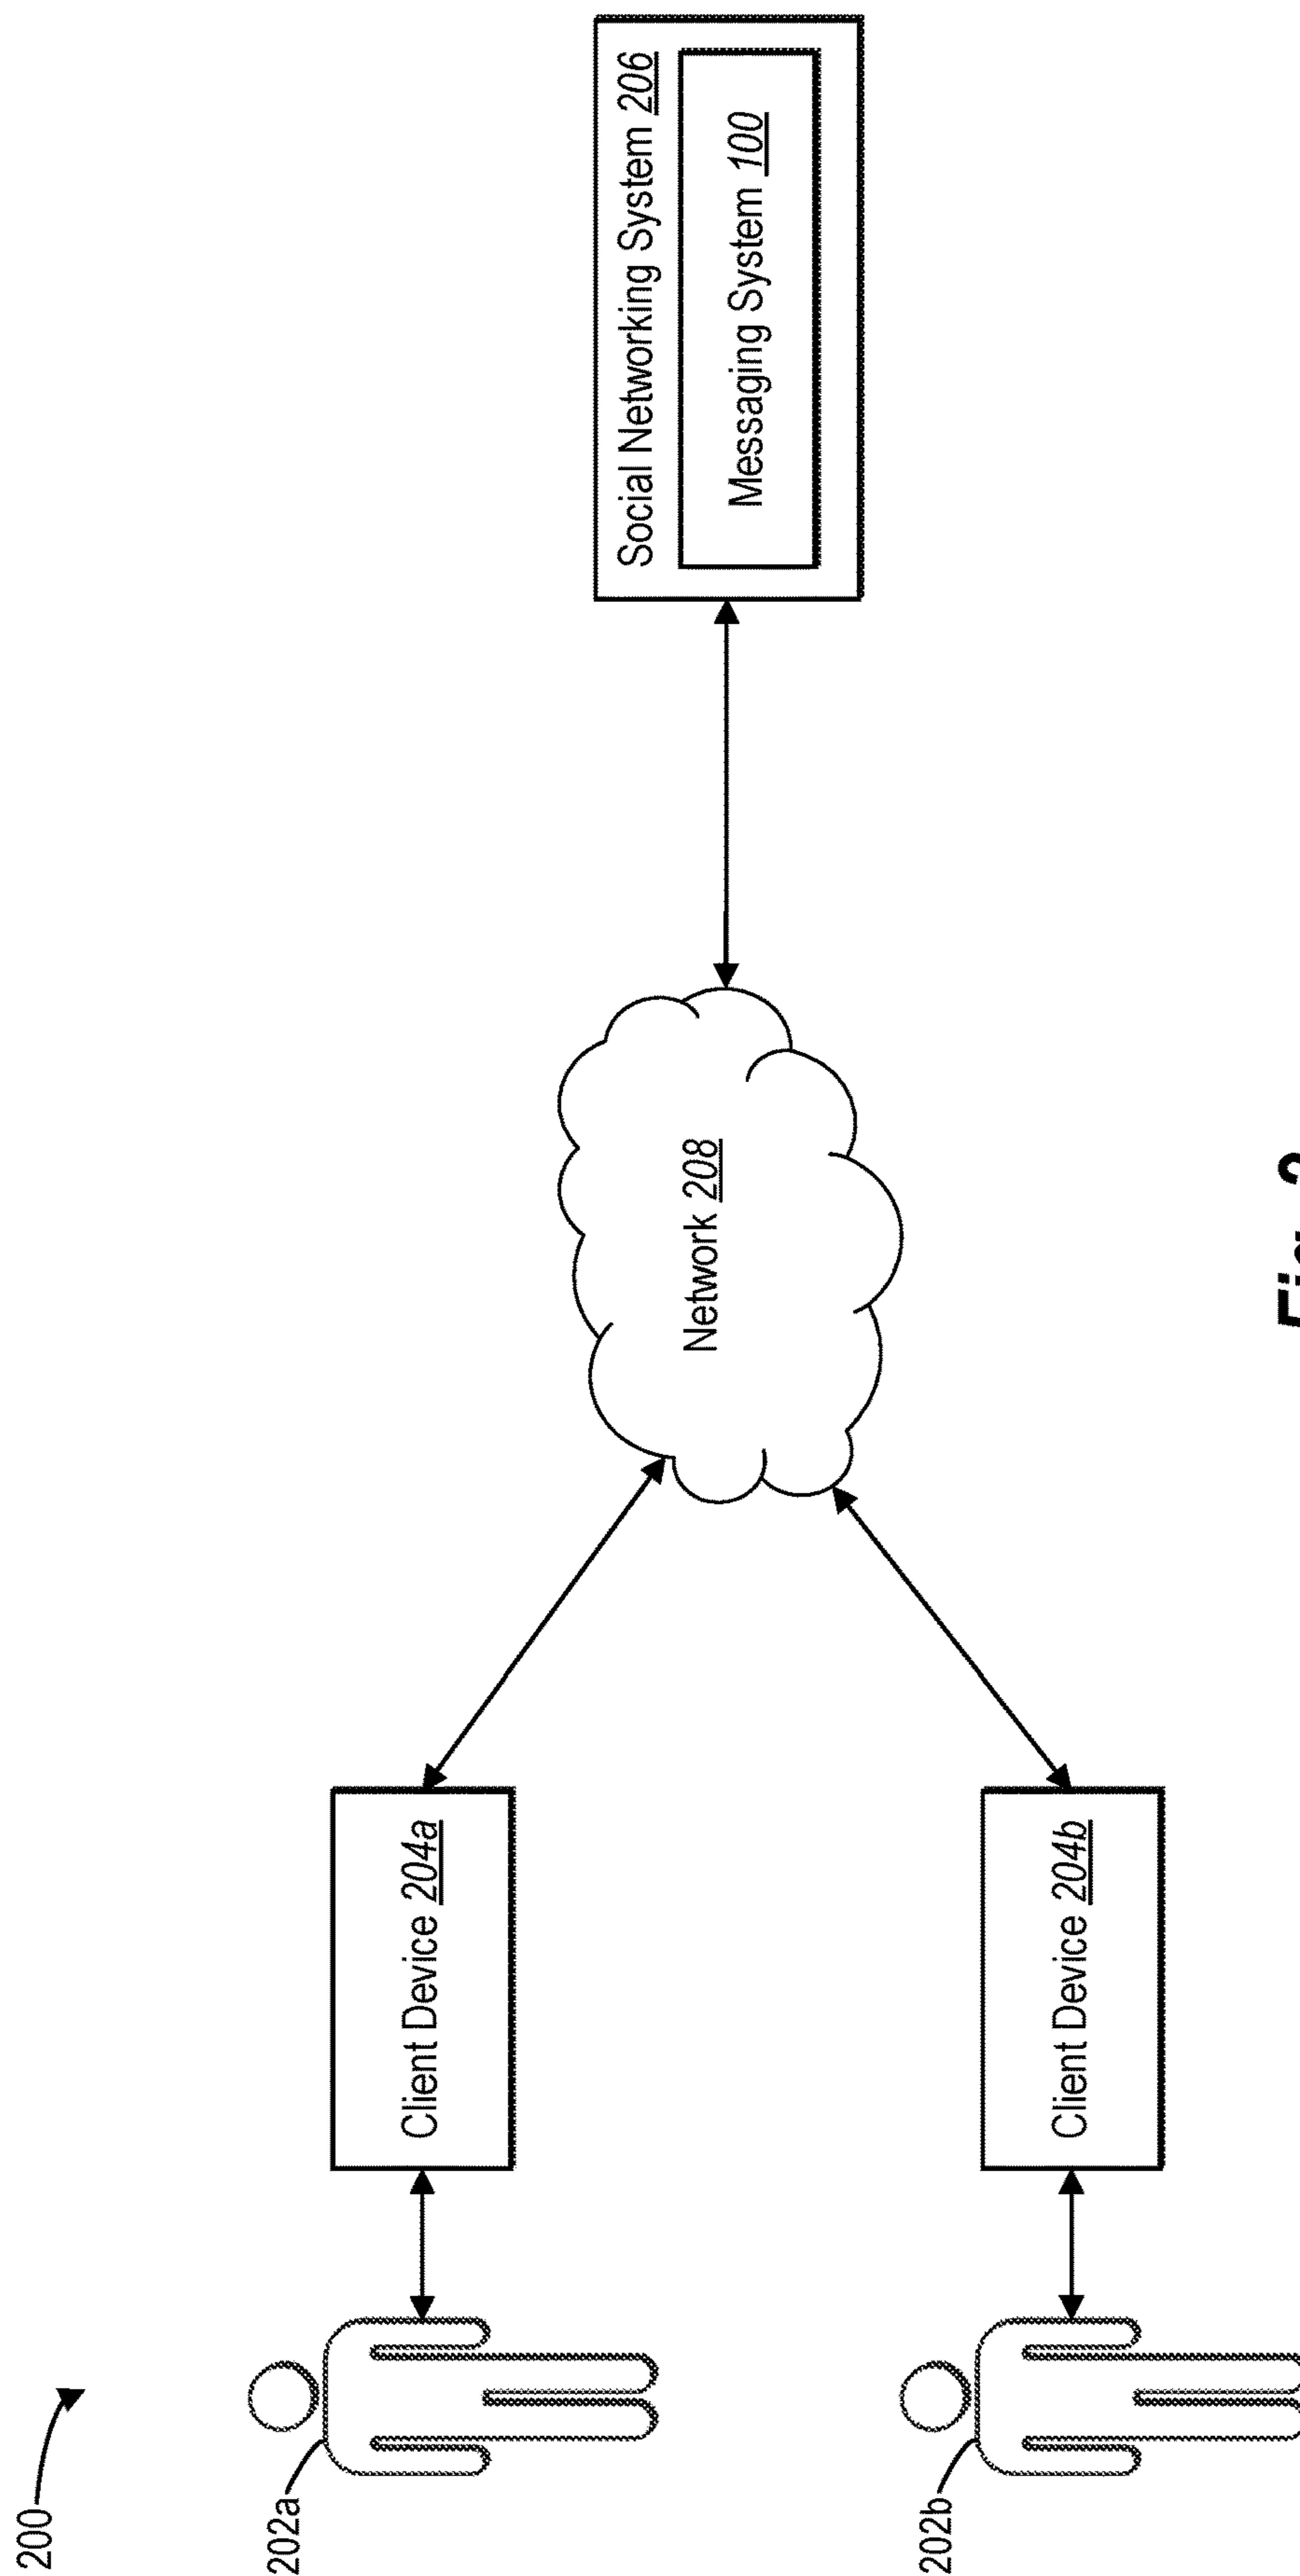 200
202a
Client Device 204a
202b
Client Device 204b
Network 208
Social Networking System 206
Messaging System 100